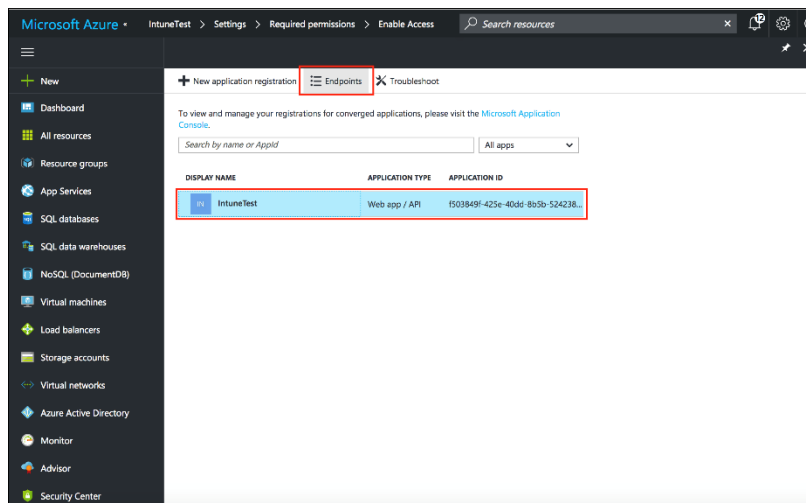 Microsoft Azure IntuneTest > Settings > Required permissions > Enable Access Search resources 12
New
New application registration Endpoints Troubleshoot
Dashboard
To view and manage your registrations for converged applications, please visit the Microsoft Application
Console.
All resources
Search by name or AppId All apps
Resource groups
DISPLAY NAME APPLICATION TYPE APPLICATION ID
App Services
IN IntuneTest Web app / API f503849f-425e-40dd-8b5b-524238...
SQL databases
SQL data warehouses
NoSQL (DocumentDB)
Virtual machines
Load balancers
Storage accounts
Virtual networks
Azure Active Directory
Monitor
Advisor
Security Center